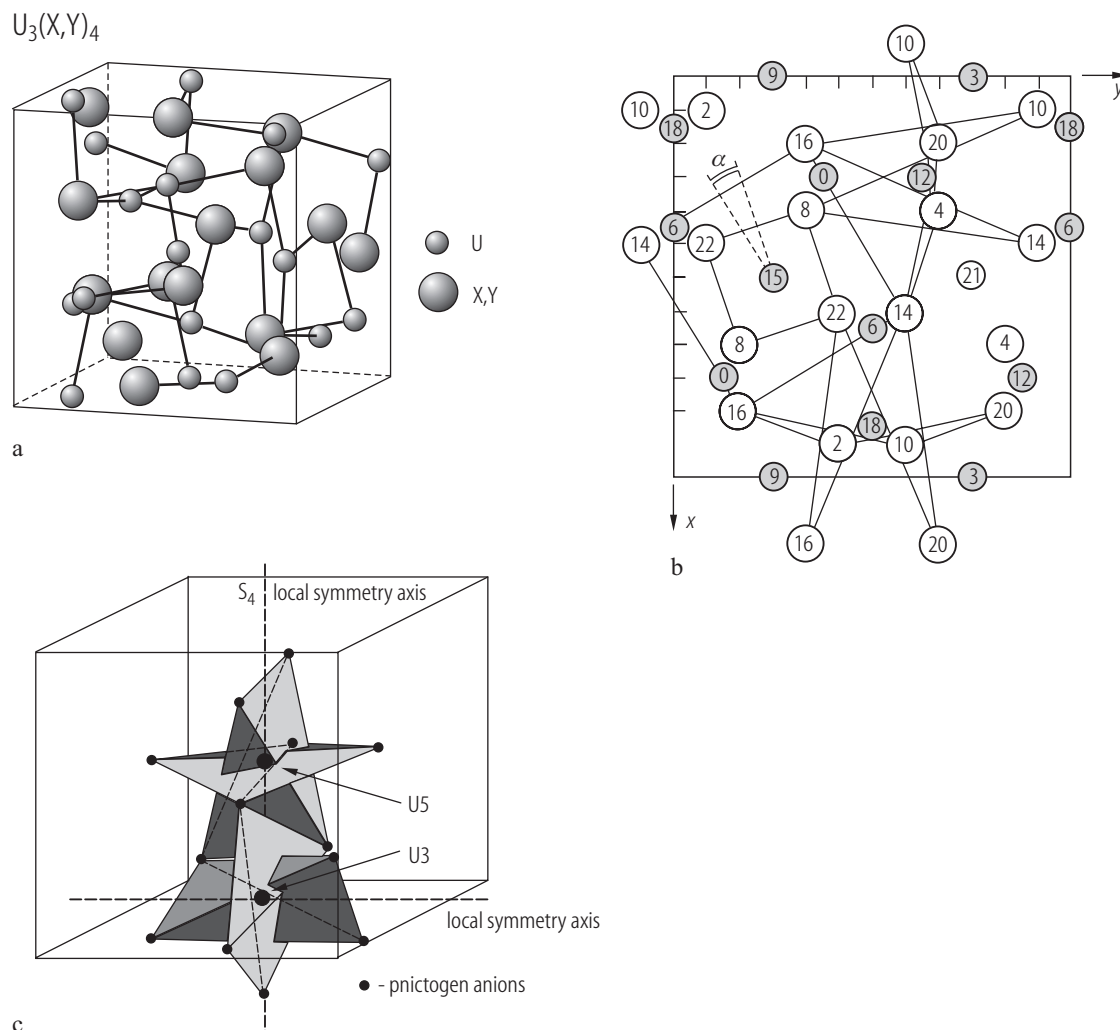 U3(X,Y)4
U
X,Y
a
10
9
3
y
10
2
10
18
18
16
20
α
0
12
8
4
6
6
14
22
14
15
21
22
14
6
8
4
0
12
16
20
18
2
10
9
3
x
16
20
b
S4 local symmetry axis
U5
U3
local symmetry axis
- pnictogen anions
c